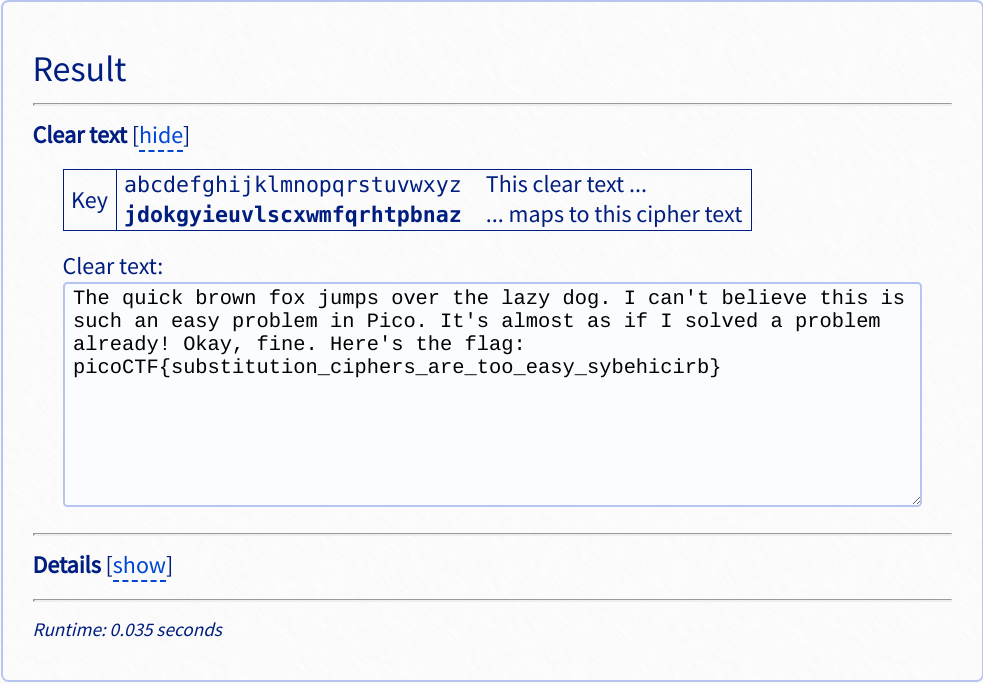 Result
Clear text [hide]
Key
abcdefghijklmnopqrstuvwxyz This clear text ...
jdokgyieuvlscxwmfqrhtpbnaz ... maps to this cipher text
Clear text:
The quick brown fox jumps over the lazy dog. I can't believe this is
such an easy problem in Pico. It's almost as if I solved a problem
already! Okay, fine. Here's the flag:
picoCTF{substitution_ciphers_are_too_easy_sybehicirb}
Details [show]
Runtime: 0.035 seconds